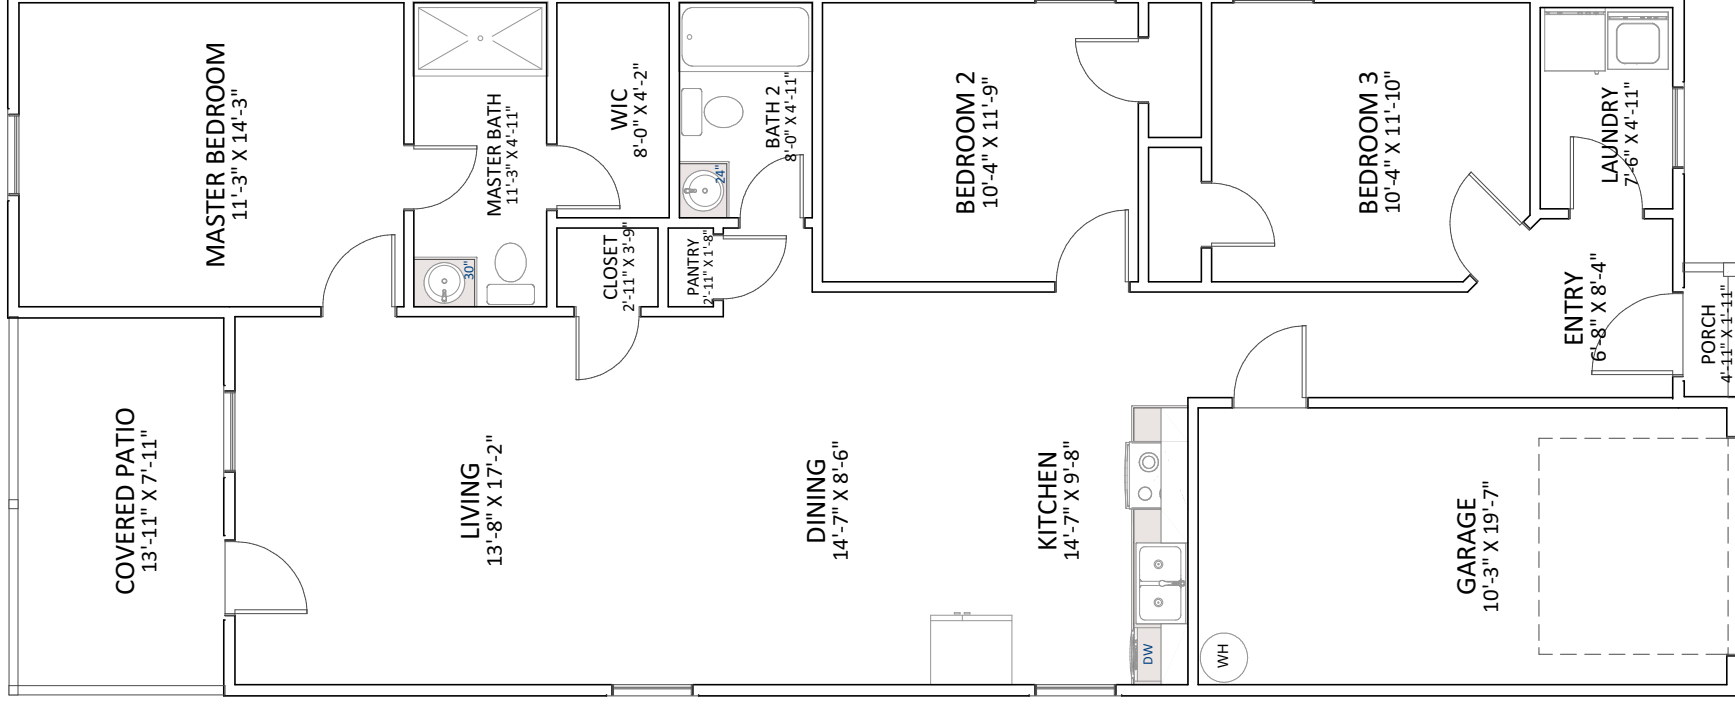 MASTER BEDROOM
11'-3" X 14'-3"
MASTER BATH
11'-3" X 4'-11"
30"
WIC
8'-0" X 4'-2"
CLOSET
2'-11" X 3'-9"
PANTRY
2'-11" X 1'-8"
BATH 2
8'-0" X 4'-11"
24"
BEDROOM 2
10'-4" X 11'-9"
BEDROOM 3
10'-4" X 11'-10"
LAUNDRY
7'-6" X 4'-11"
ENTRY
6'-8" X 8'-4"
PORCH
4'-11" X 1'-11"
COVERED PATIO
13'-11" X 7'-11"
LIVING
13'-8" X 17'-2"
DINING
14'-7" X 8'-6"
KITCHEN
14'-7" X 9'-8"
DW
WH
GARAGE
10'-3" X 19'-7"